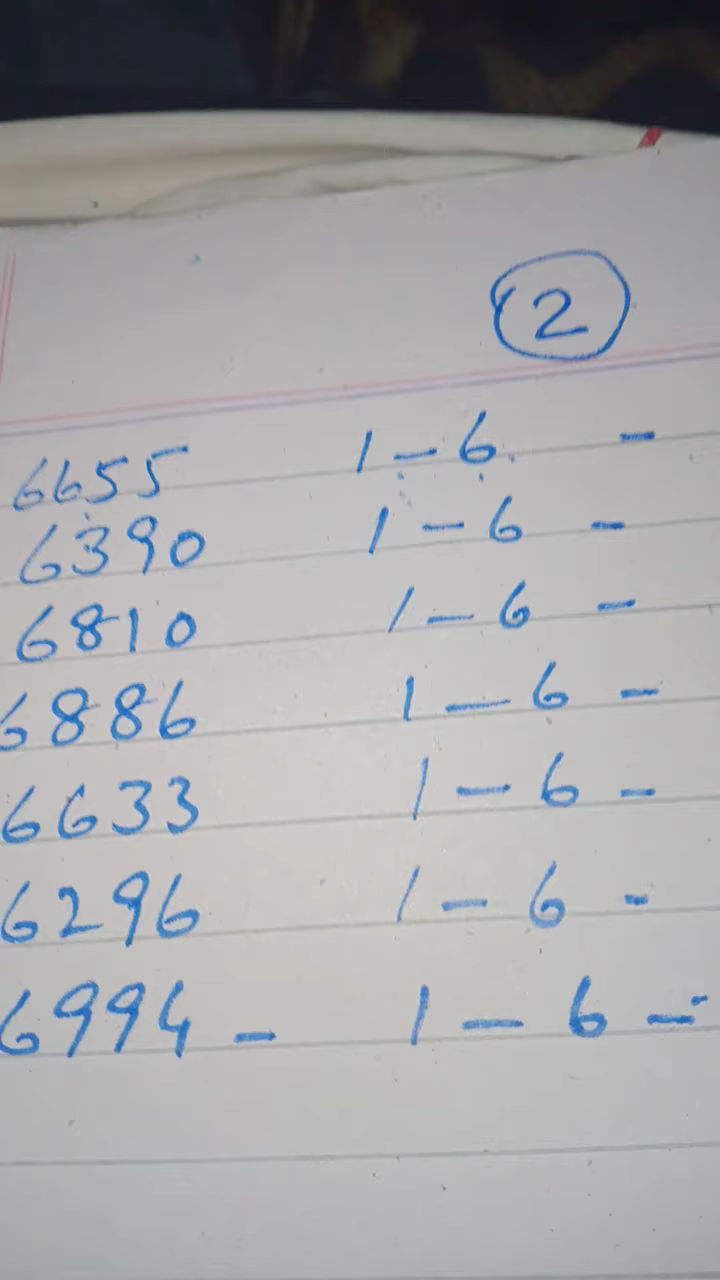 2
6655 1 - 6 -
6390 1 - 6 -
6810 1 - 6 -
6886 1 - 6 -
6633 1 - 6 -
6296 1 - 6 -
6994 - 1 - 6 -